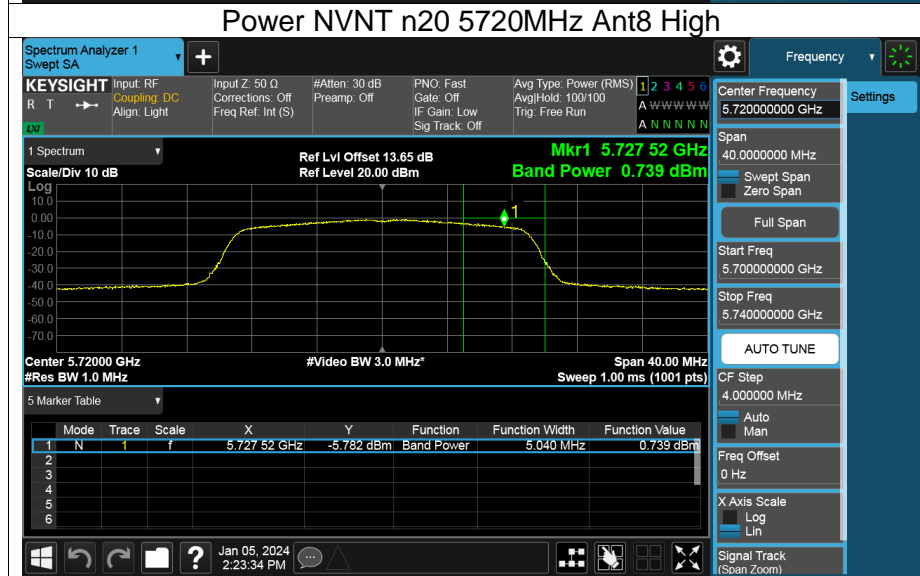 Power NVNT n20 5720MHz Ant8 High
Spectrum Analyzer 1
Swept SA
+
Frequency
KEYSIGHT
R T
LXI
Input: RF
Coupling: DC
Align: Light
Input Z: 50 Ω
Corrections: Off
Freq Ref: Int (S)
#Atten: 30 dB
Preamp: Off
PNO: Fast
Gate: Off
IF Gain: Low
Sig Track: Off
Avg Type: Power (RMS)
Avg|Hold: 100/100
Trig: Free Run
1 2 3 4 5 6
A W W W W W
A N N N N N
Center Frequency
5.720000000 GHz
Settings
1 Spectrum
Scale/Div 10 dB
Ref Lvl Offset 13.65 dB
Ref Level 20.00 dBm
Mkr1 5.727 52 GHz
Band Power 0.739 dBm
Log
10.0
0.00
-10.0
-20.0
-30.0
-40.0
-50.0
-60.0
-70.0
1
Center 5.72000 GHz
#Res BW 1.0 MHz
#Video BW 3.0 MHz*
Span 40.00 MHz
Sweep 1.00 ms (1001 pts)
Span
40.0000000 MHz
Swept Span
Zero Span
Full Span
Start Freq
5.700000000 GHz
Stop Freq
5.740000000 GHz
AUTO TUNE
CF Step
4.000000 MHz
Auto
Man
Freq Offset
0 Hz
X Axis Scale
Log
Lin
Signal Track
(Span Zoom)
5 Marker Table
Mode Trace Scale X Y Function Function Width Function Value
1 N 1 f 5.727 52 GHz -5.782 dBm Band Power 5.040 MHz 0.739 dBm
2
3
4
5
6
?
Jan 05, 2024
2:23:34 PM